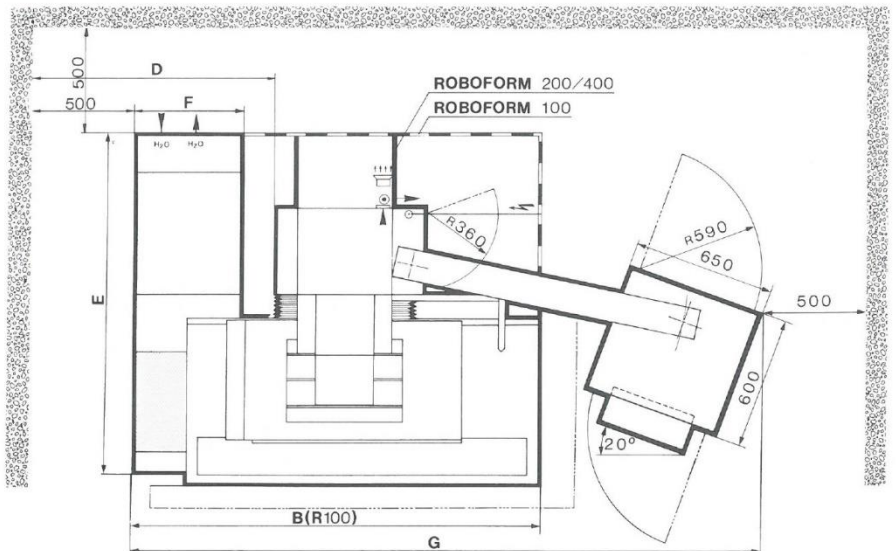 500
D
ROBOFORM 200/400
500
F
ROBOFORM 100
H₂O H₂O
R360
R590
650
E
500
600
20°
B(R100)
G